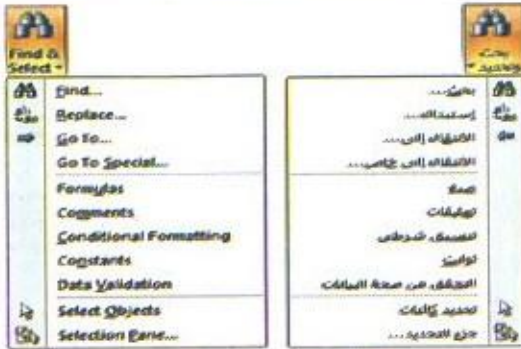 Find &
Select
Find...
Replace...
Go To...
Go To Special...
Formulas
Comments
Conditional Formatting
Constants
Data Validation
Select Objects
Selection Pane...
بحث
وتحديد
بحث...
إستبدال...
الانتقال إلى...
الانتقال إلى خاص...
صيغ
تعليقات
تنسيق شرطي
ثوابت
التحقق من صحة البيانات
تحديد كائنات
جزء التحديد...